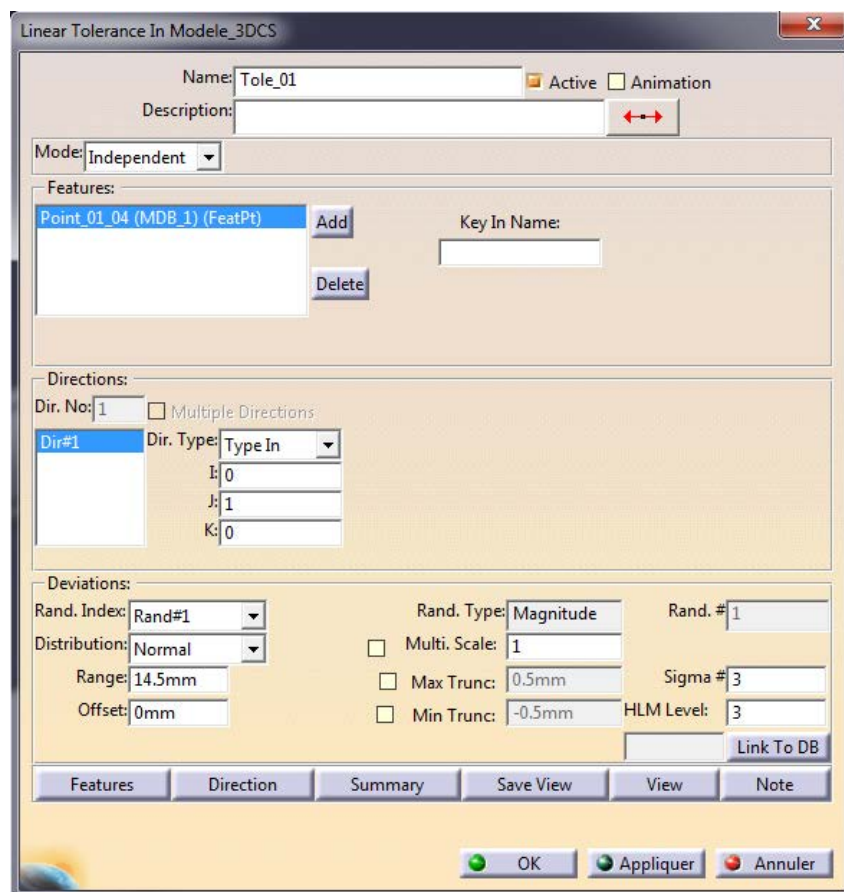 Linear Tolerance In Modele_3DCS
Name: Tole_01 Active Animation
Description:
Mode: Independent
Features:
Point_01_04 (MDB_1) (FeatPt) Add Key In Name:
Delete
Directions:
Dir. No: 1 Multiple Directions
Dir#1 Dir. Type: Type In
I: 0
J: 1
K: 0
Deviations:
Rand. Index: Rand#1 Rand. Type: Magnitude Rand. # 1
Distribution: Normal Multi. Scale: 1
Range: 14.5mm Max Trunc: 0.5mm Sigma # 3
Offset: 0mm Min Trunc: -0.5mm HLM Level: 3
Link To DB
Features Direction Summary Save View View Note
OK Appliquer Annuler